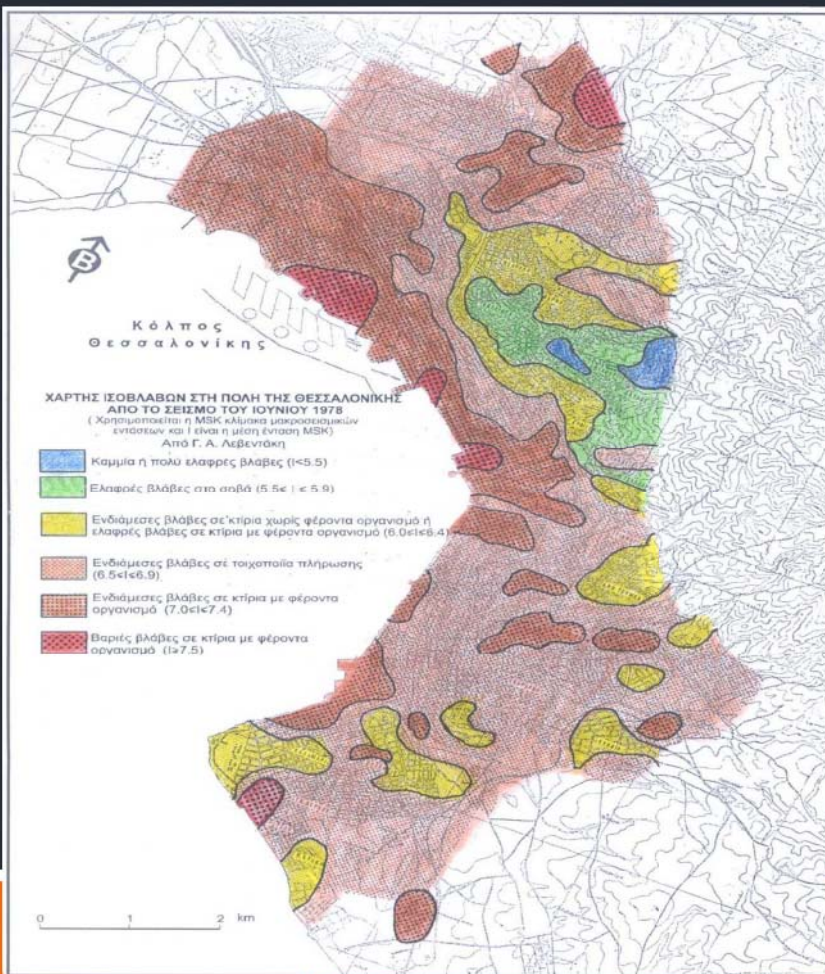 B
Κόλπος
Θεσσαλονίκης
ΧΑΡΤΗΣ ΙΣΟΒΛΑΒΩΝ ΣΤΗ ΠΟΛΗ ΤΗΣ ΘΕΣΣΑΛΟΝΙΚΗΣ
ΑΠΟ ΤΟ ΣΕΙΣΜΟ ΤΟΥ ΙΟΥΝΙΟΥ 1978
( Χρησιμοποιείται η MSK κλίμακα μακροσεισμικών
εντάσεων και I είναι η μέση ένταση MSK)
Από Γ. Α. Λεβεντάκη
Καμμία ή πολύ ελαφρές βλάβες (I<5.5)
Ελαφρές βλάβες στο σοβά (5.5≤ I ≤ 5.9)
Ενδιάμεσες βλάβες σε κτίρια χωρίς φέροντα οργανισμό ή
ελαφρές βλάβες σε κτίρια με φέροντα οργανισμό (6.0≤I≤6.4)
Ενδιάμεσες βλάβες σέ τοιχοποιία πλήρωσης
(6.5≤I≤6.9)
Ενδιάμεσες βλάβες σε κτίρια με φέροντα
οργανισμό (7.0≤I≤7.4)
Βαριές βλάβες σε κτίρια με φέροντα
οργανισμό (I≥7.5)
0 1 2 km